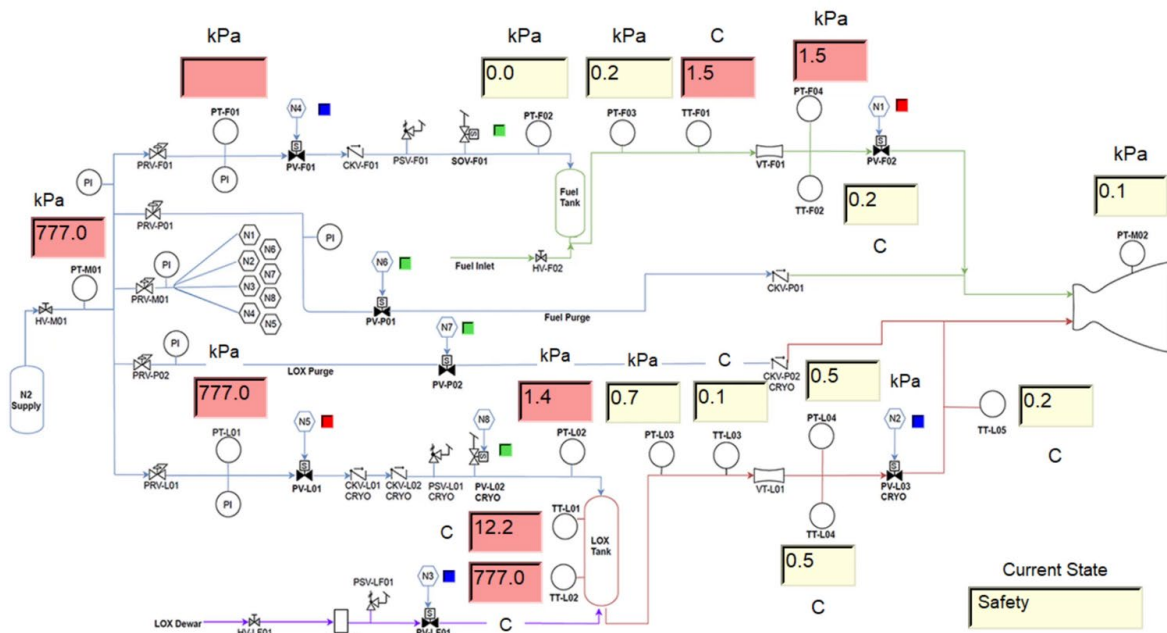 kPa
kPa
kPa
C
kPa
0.0
0.2
1.5
1.5
PT-F01
N4
PT-F02
PT-F03
TT-F01
PT-F04
N1
PRV-F01
PV-F01
CKV-F01
PSV-F01
S
SOV-F01
VT-F01
S
PV-F02
PI
PI
S
kPa
kPa
777.0
PRV-P01
Fuel
Tank
TT-F02
0.2
0.1
PT-M01
PI
N1
N6
N2
N7
N3
N8
N4
N5
PI
N6
C
PT-M02
Fuel Inlet
HV-F02
PRV-M01
S
CKV-P01
HV-M01
PV-P01
Fuel Purge
N7
PI
S
kPa
kPa
kPa
C
PRV-P02
LOX Purge
PV-P02
CKV-P02
CRYO
0.5
kPa
N2
Supply
777.0
1.4
0.7
0.1
N2
0.2
PT-L01
N5
N8
PT-L02
PT-L03
TT-L03
PT-L04
TT-L05
S
S
S
C
PRV-L01
PI
PV-L01
CKV-L01
CRYO
CKV-L02
CRYO
PSV-L01
CRYO
PV-L02
CRYO
VT-L01
PV-L03
CRYO
C
12.2
TT-L01
LOX
Tank
TT-L04
777.0
TT-L02
0.5
PSV-LF01
N3
Current State
S
C
Safety
LOX Dewar
HV-LF01
PV-LF01
C